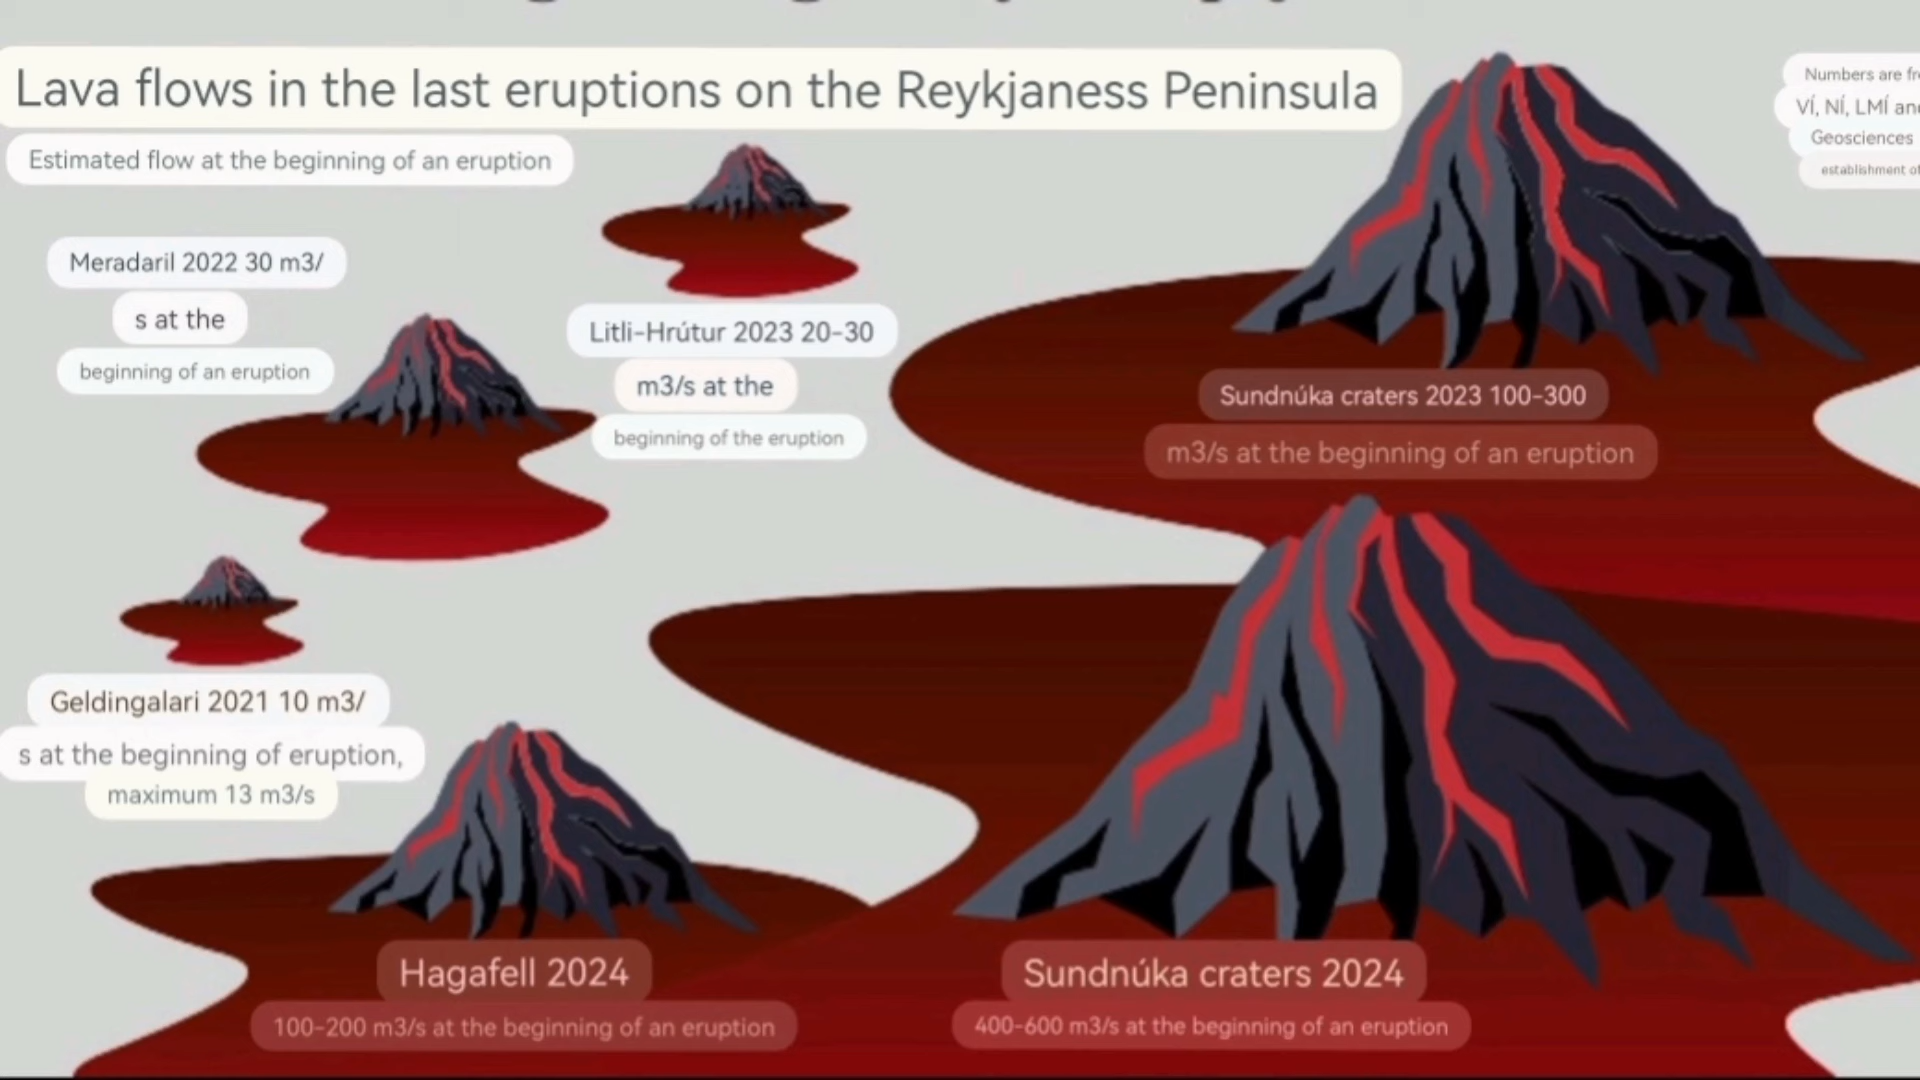 Lava flows in the last eruptions on the Reykjaness Peninsula
Estimated flow at the beginning of an eruption
Numbers are
VÍ, NÍ, LMÍ
Geosciences
establishment
Meradaril 2022 30 m3/
s at the
beginning of an eruption
Litli-Hrútur 2023 20-30
m3/s at the
beginning of the eruption
Sundnúka craters 2023 100-300
m3/s at the beginning of an eruption
Geldingalari 2021 10 m3/
s at the beginning of eruption,
maximum 13 m3/s
Hagafell 2024
100-200 m3/s at the beginning of an eruption
Sundnúka craters 2024
400-600 m3/s at the beginning of an eruption